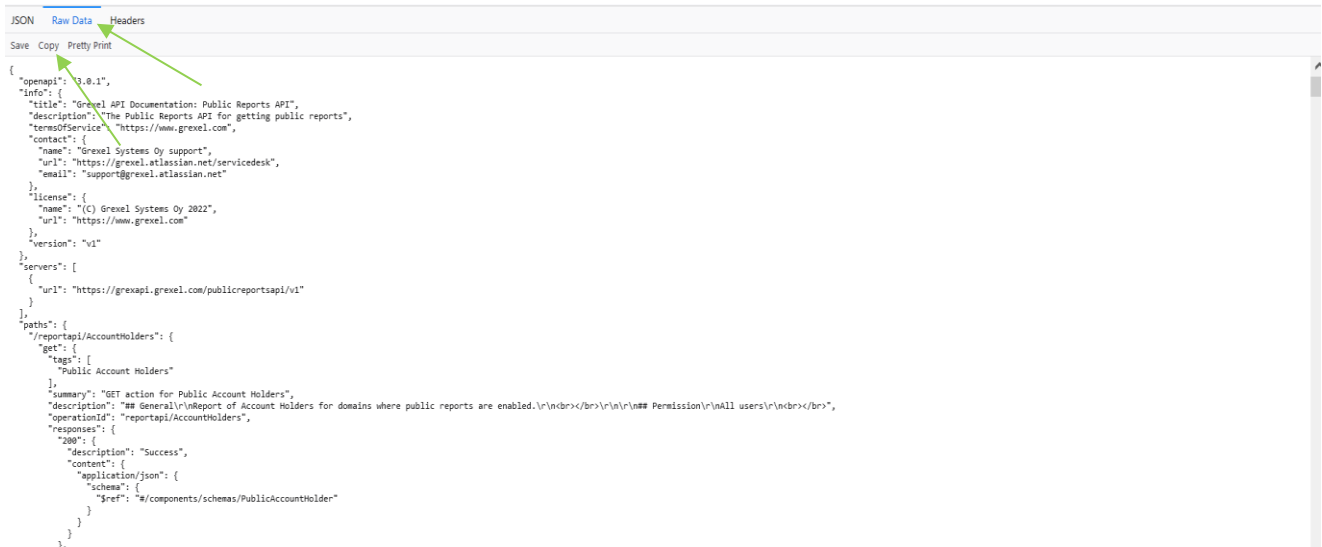 JSON Raw Data Headers
Save Copy Pretty Print
{
"openapi": "3.0.1",
"info": {
"title": "Grexel API Documentation: Public Reports API",
"description": "The Public Reports API for getting public reports",
"termsOfService": "https://www.grexel.com",
"contact": {
"name": "Grexel Systems Oy support",
"url": "https://grexel.atlassian.net/servicedesk",
"email": "support@grexel.atlassian.net"
},
"license": {
"name": "(C) Grexel Systems Oy 2022",
"url": "https://www.grexel.com"
},
"version": "v1"
},
"servers": [
{
"url": "https://grexapi.grexel.com/publicreportsapi/v1"
}
],
"paths": {
"/reportapi/AccountHolders": {
"get": {
"tags": [
"Public Account Holders"
],
"summary": "GET action for Public Account Holders",
"description": "## General\r\nReport of Account Holders for domains where public reports are enabled.\r\n<br></br>\r\n\r\n## Permission\r\nAll users\r\n<br></br>",
"operationId": "reportapi/AccountHolders",
"responses": {
"200": {
"description": "Success",
"content": {
"application/json": {
"schema": {
"$ref": "#/components/schemas/PublicAccountHolder"
}
}
}
},